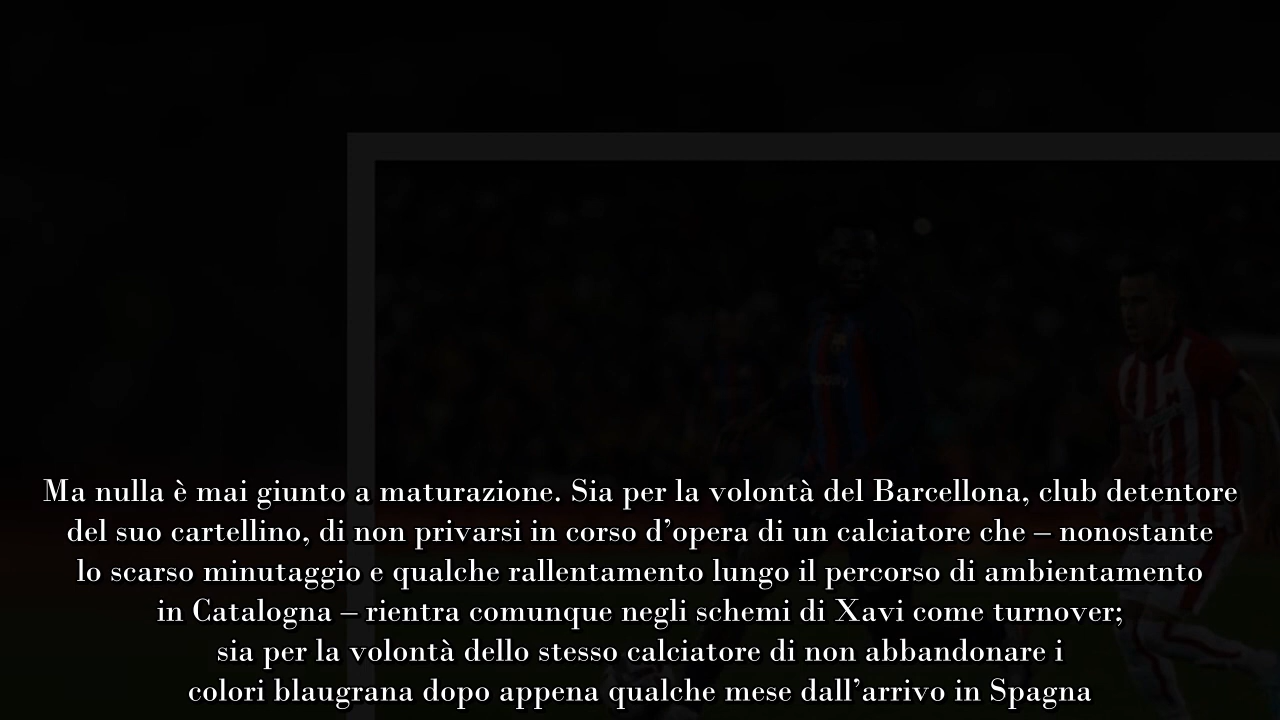 Ma nulla è mai giunto a maturazione. Sia per la volontà del Barcellona, club detentore
del suo cartellino, di non privarsi in corso d’opera di un calciatore che – nonostante
lo scarso minutaggio e qualche rallentamento lungo il percorso di ambientamento
in Catalogna – rientra comunque negli schemi di Xavi come turnover;
sia per la volontà dello stesso calciatore di non abbandonare i
colori blaugrana dopo appena qualche mese dall’arrivo in Spagna